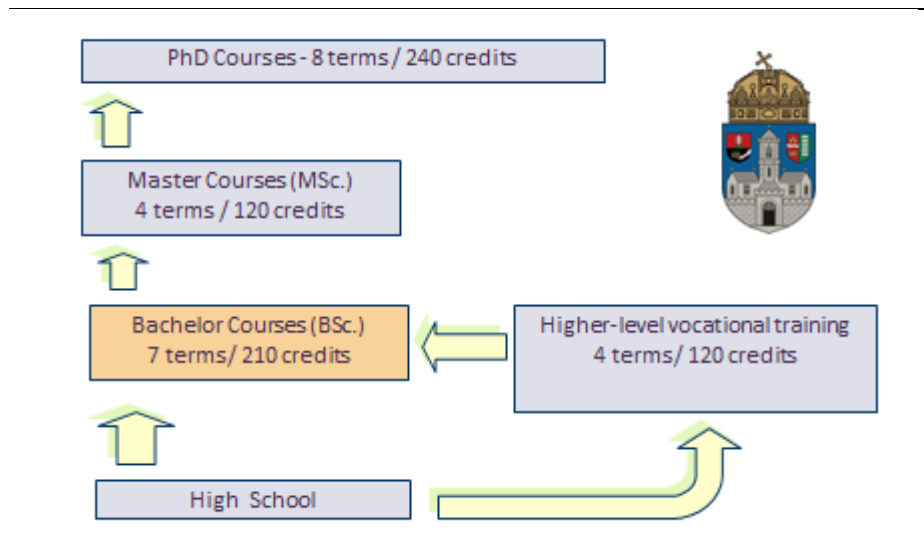 PhD Courses - 8 terms / 240 credits
Master Courses (MSc.)
4 terms / 120 credits
Bachelor Courses (BSc.)
7 terms/ 210 credits
Higher-level vocational training
4 terms/ 120 credits
High School